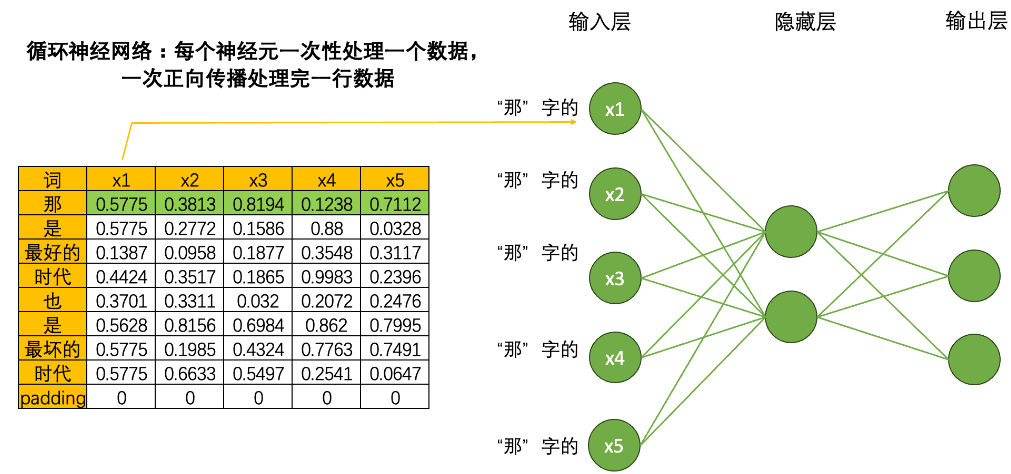 循环神经网络：每个神经元一次性处理一个数据，
一次正向传播处理完一行数据
输入层 隐藏层 输出层
“那” 字的 x1
“那” 字的 x2
“那” 字的 x3
“那” 字的 x4
“那” 字的 x5
词 x1 x2 x3 x4 x5
那 0.5775 0.3813 0.8194 0.1238 0.7112
是 0.5775 0.2772 0.1586 0.88 0.0328
最好的 0.1387 0.0958 0.1877 0.3548 0.3117
时代 0.4424 0.3517 0.1865 0.9983 0.2396
也 0.3701 0.3311 0.032 0.2072 0.2476
是 0.5628 0.8156 0.6984 0.862 0.7995
最坏的 0.5775 0.1985 0.4324 0.7763 0.7491
时代 0.5775 0.6633 0.5497 0.2541 0.0647
padding 0 0 0 0 0